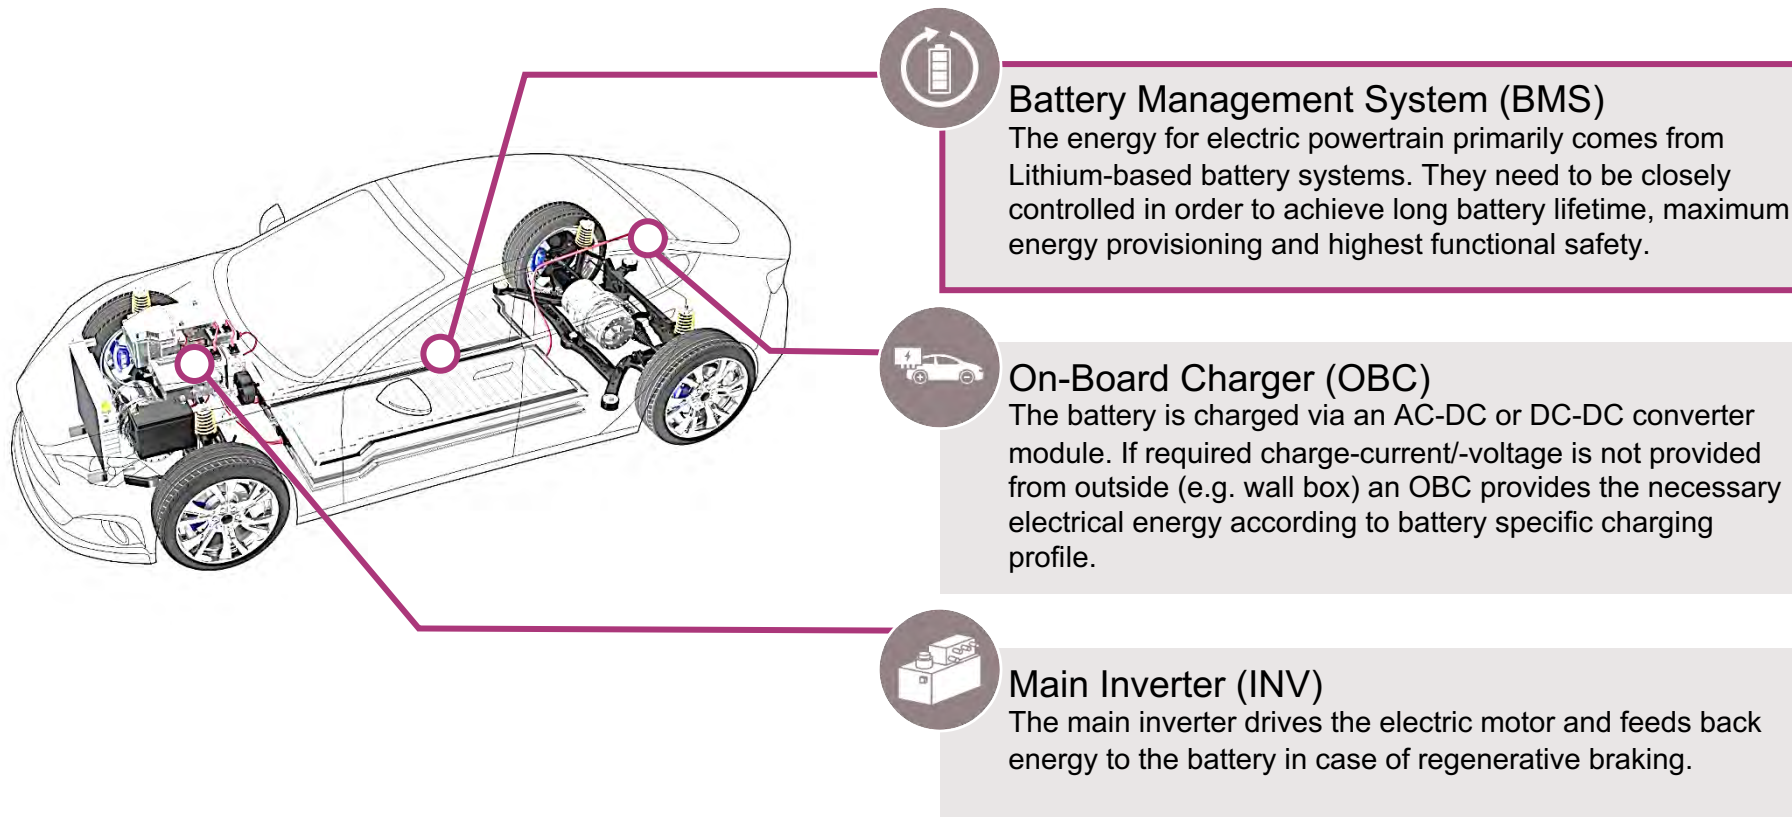 Battery Management System (BMS)
The energy for electric powertrain primarily comes from
Lithium-based battery systems. They need to be closely
controlled in order to achieve long battery lifetime, maximum
energy provisioning and highest functional safety.
On-Board Charger (OBC)
The battery is charged via an AC-DC or DC-DC converter
module. If required charge-current/-voltage is not provided
from outside (e.g. wall box) an OBC provides the necessary
electrical energy according to battery specific charging
profile.
Main Inverter (INV)
The main inverter drives the electric motor and feeds back
energy to the battery in case of regenerative braking.